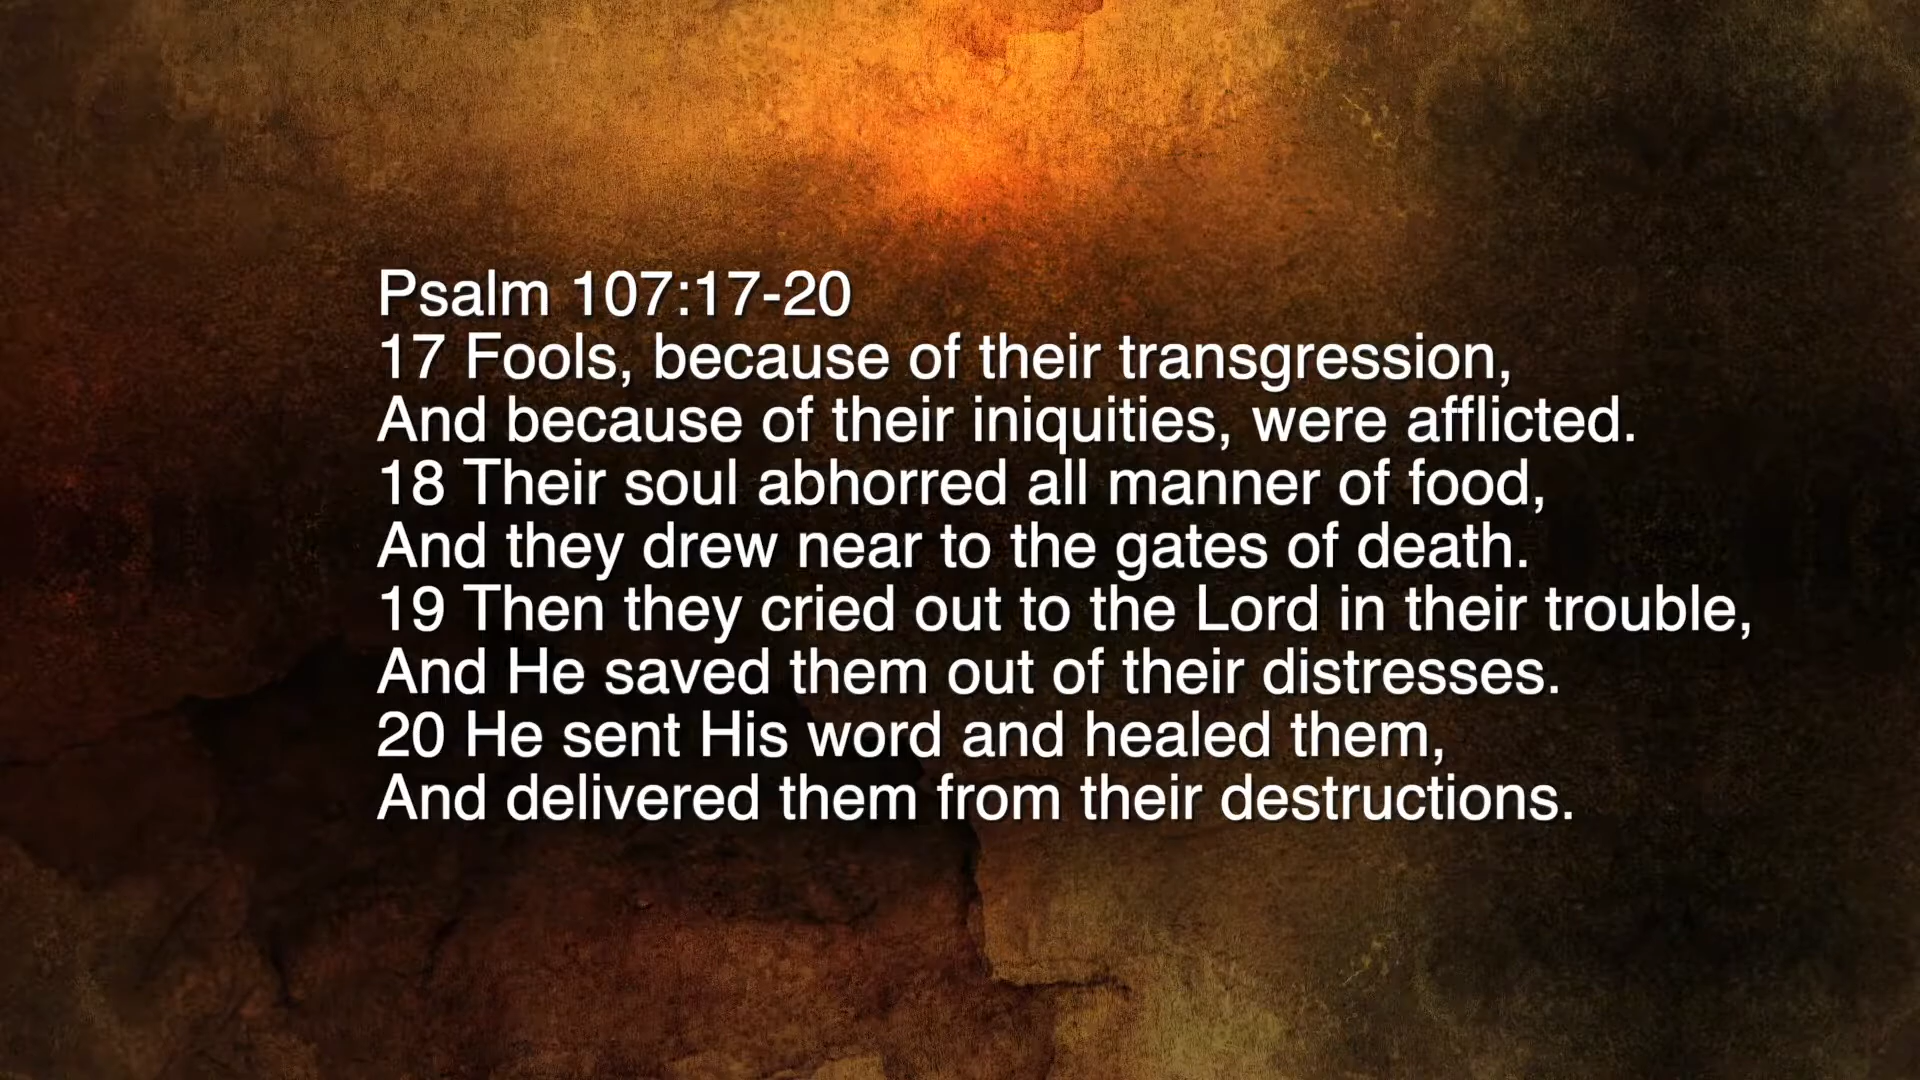 Psalm 107:17-20
17 Fools, because of their transgression,
And because of their iniquities, were afflicted.
18 Their soul abhorred all manner of food,
And they drew near to the gates of death.
19 Then they cried out to the Lord in their trouble,
And He saved them out of their distresses.
20 He sent His word and healed them,
And delivered them from their destructions.